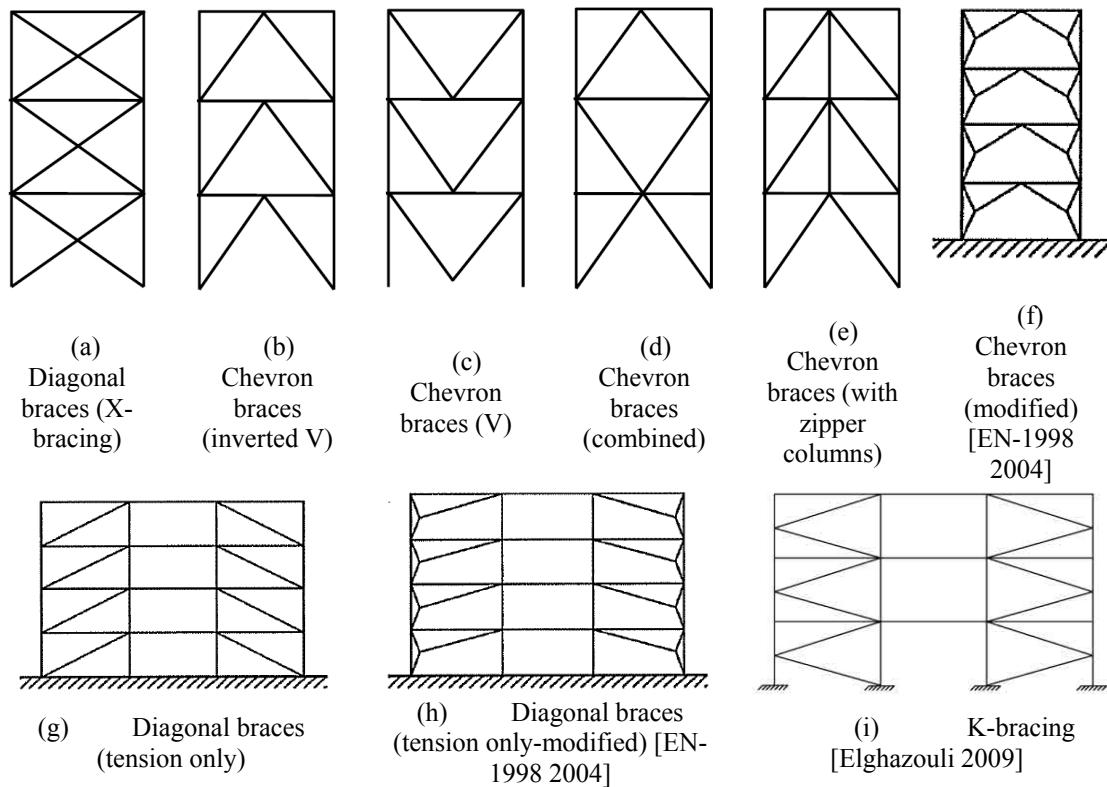 (a)
Diagonal
braces (X-
bracing)
(b)
Chevron
braces
(inverted V)
(c)
Chevron
braces (V)
(d)
Chevron
braces
(combined)
(e)
Chevron
braces (with
zipper
columns)
(f)
Chevron
braces
(modified)
[EN-1998
2004]
(g) Diagonal braces
(tension only)
(h) Diagonal braces
(tension only-modified) [EN-
1998 2004]
(i) K-bracing
[Elghazouli 2009]